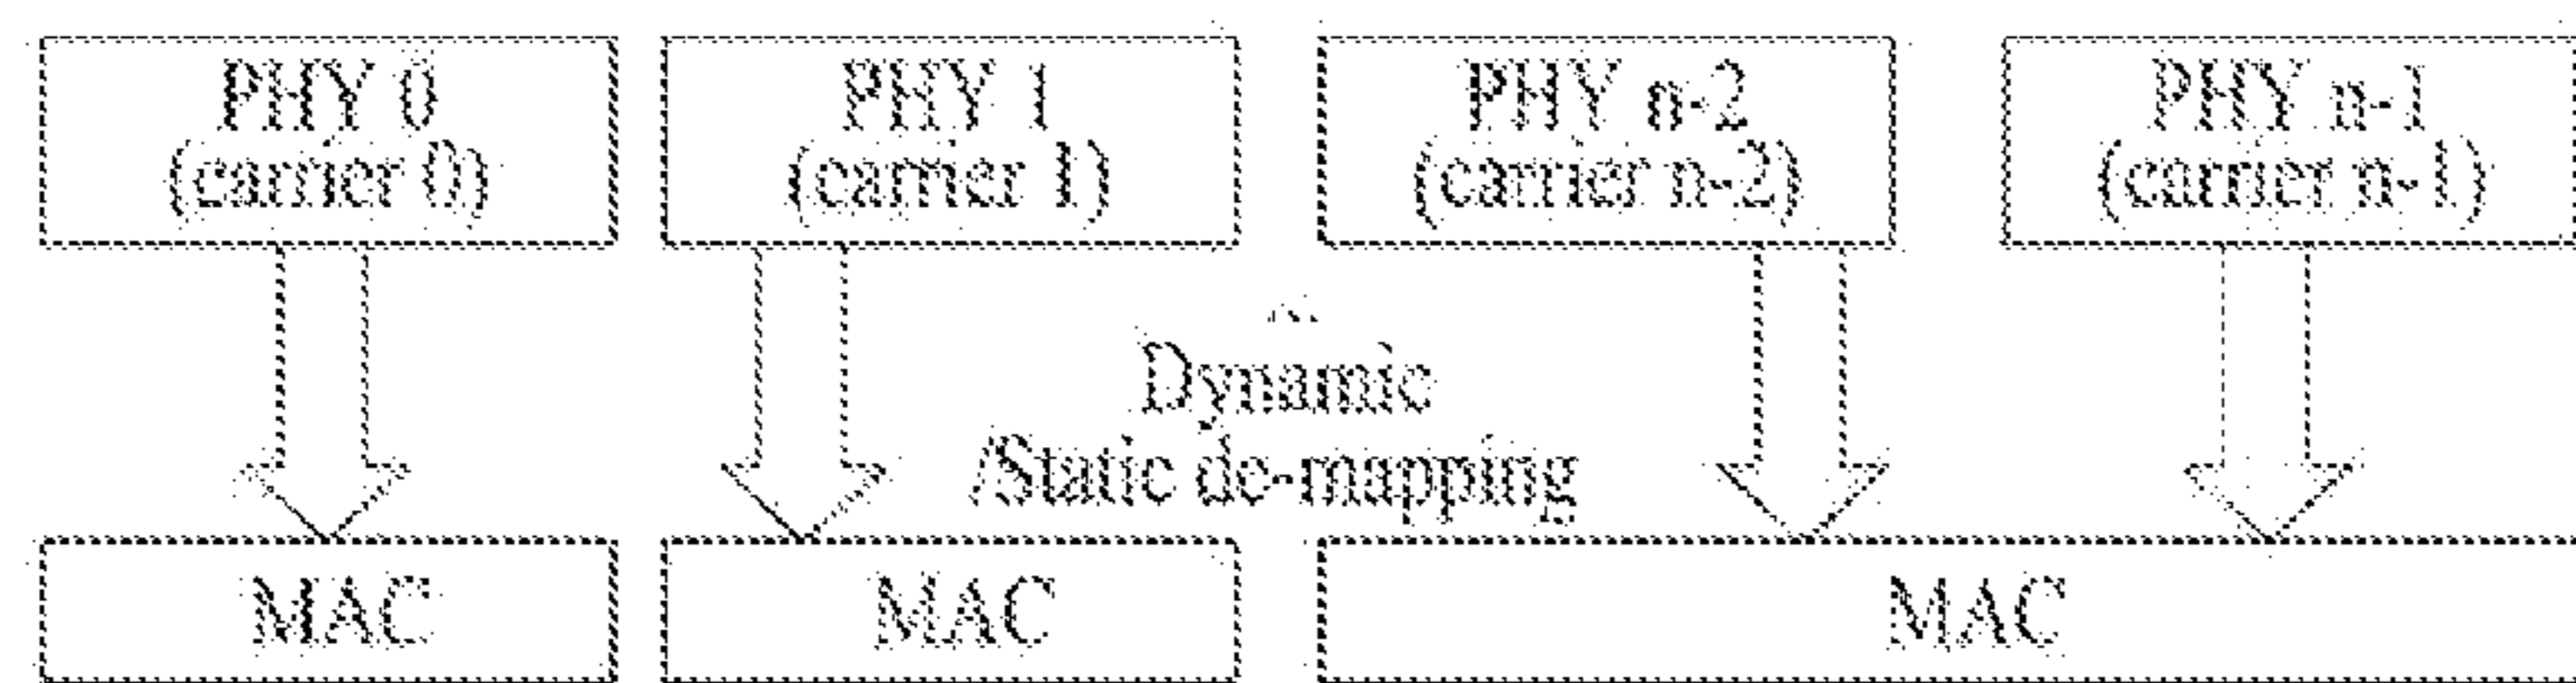 PHY 0
(carrier 0)
PHY 1
(carrier 1)
PHY n-2
(carrier n-2)
PHY n-1
(carrier n-1)
Dynamic
/Static de-mapping
MAC
MAC
MAC